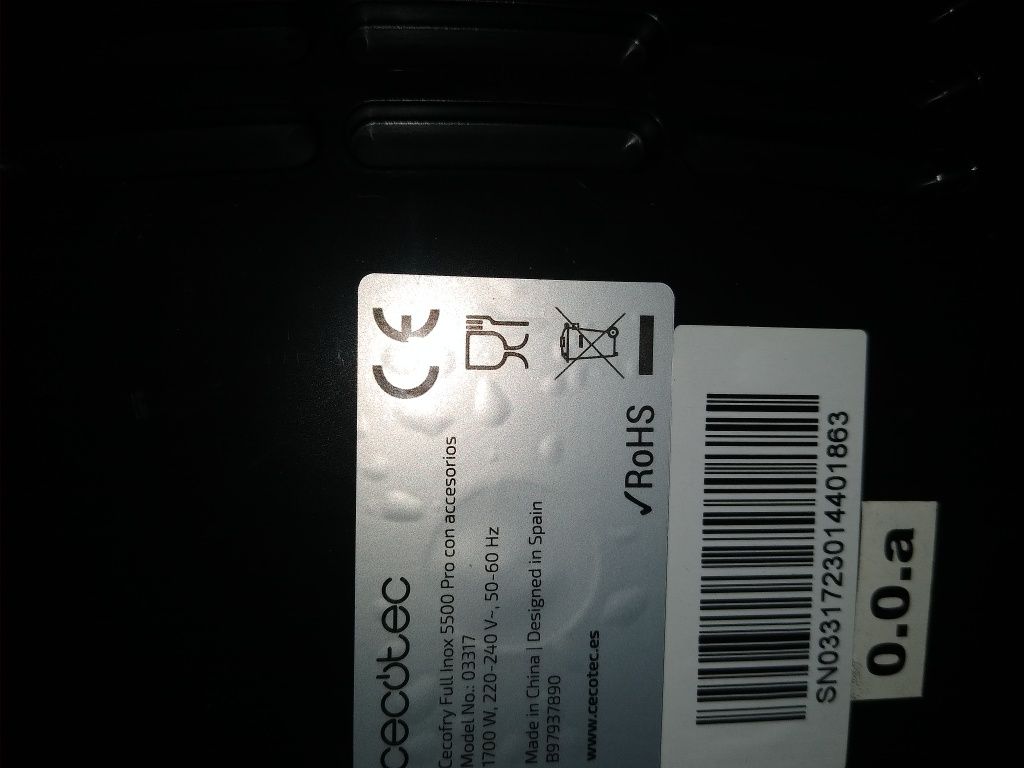 CE
cecotec
Cecofry Full Inox 5500 Pro con accesorios
Model No.: 03317
1700 W, 220-240 V~, 50-60 Hz
Made in China | Designed in Spain
B97937890
www.cecotec.es
✓RoHS
SN0331723014401863
0.0.a